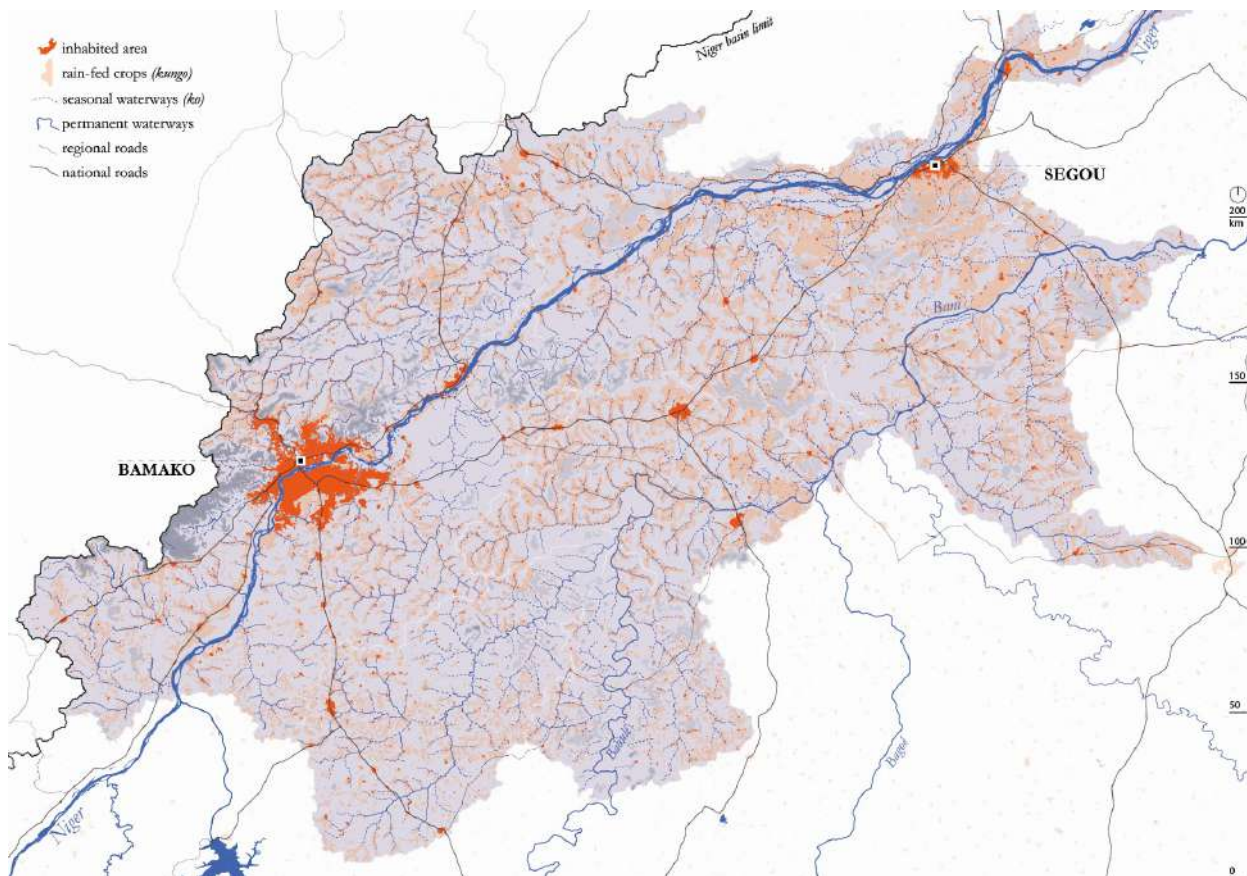 inhabited area
rain-fed crops (kungo)
seasonal waterways (ko)
permanent waterways
regional roads
national roads
Niger basin limit
Niger
SEGOU
200
km
Bani
150
BAMAKO
100
50
Bagoé
Niger
0